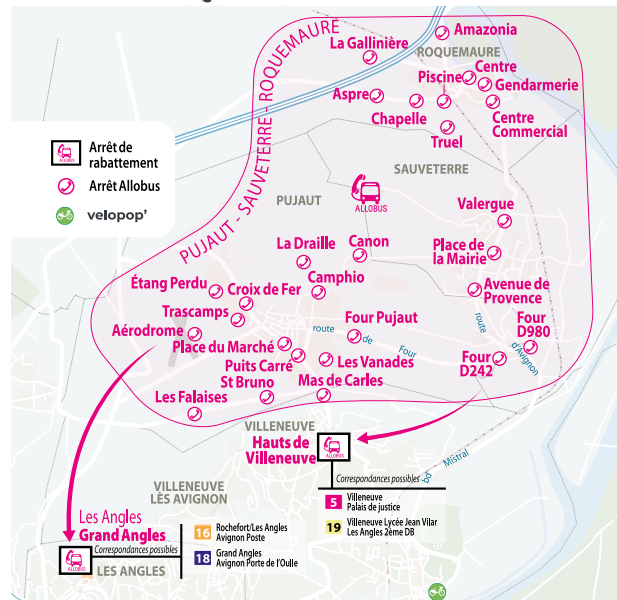 Amazonia
La Gallinière
ROQUEMAURE
Centre
Piscine
Gendarmerie
Aspre
Chapelle
Centre
Commercial
Truel
Arrêt de
rabattement
ALLOBUS
Arrêt Allobus
velopop'
PUJAUT - SAUVETERRE - ROQUEMAURE
SAUVETERRE
PUJAUT
ALLOBUS
Valergue
La Draille
Canon
Place de
la Mairie
Étang Perdu
Croix de Fer
Camphio
Avenue de
Provence
Trascamps
Aérodrome
route de Four
Four Pujaut
Four
D980
route d'Avignon
Place du Marché
Puits Carré
Les Vanades
Four
D242
St Bruno
Mas de Carles
Les Falaises
VILLENEUVE
Hauts de
Villeneuve
ALLOBUS
bd Mistral
Correspondances possibles
VILLENEUVE
LÈS AVIGNON
5 Villeneuve
Palais de justice
19 Villeneuve Lycée Jean Vilar
Les Angles 2ème DB
Les Angles
Grand Angles
Correspondances possibles
ALLOBUS
LES ANGLES
16 Rochefort/Les Angles
Avignon Poste
18 Grand Angles
Avignon Porte de l'Oulle